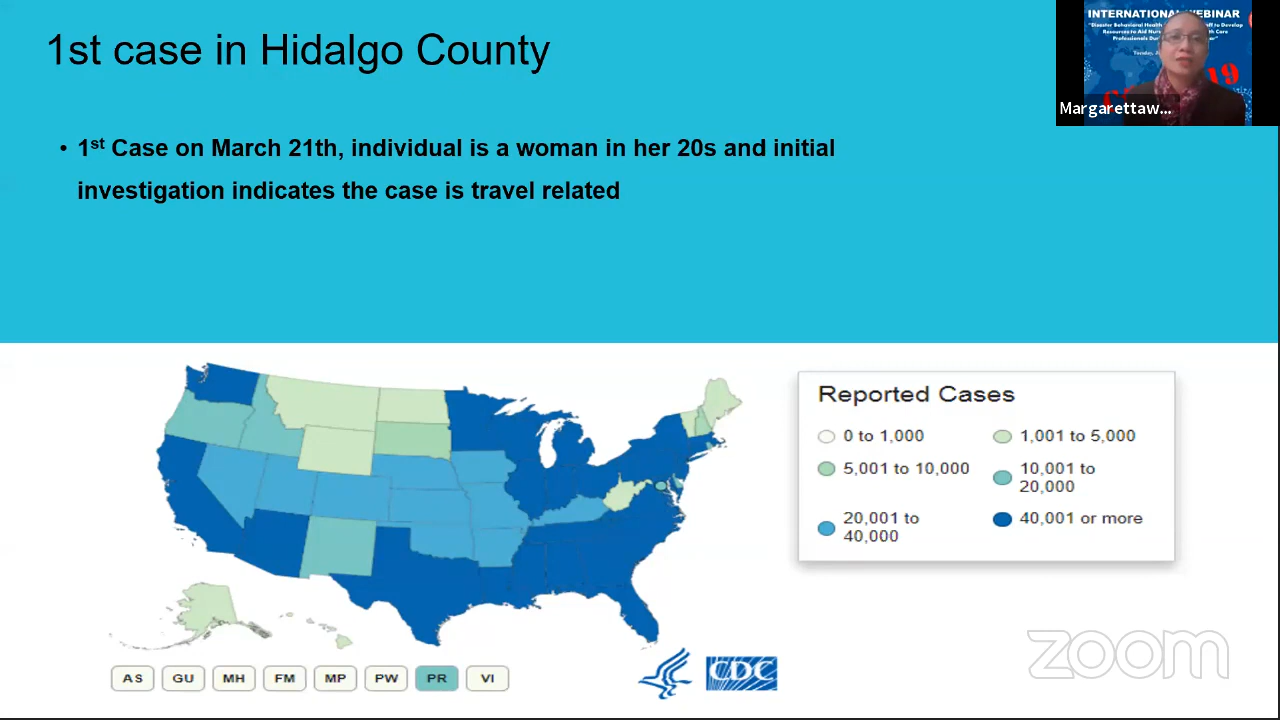 1st case in Hidalgo County
INTERNATIONAL WEBINAR
Margarettaw...
• 1st Case on March 21th, individual is a woman in her 20s and initial
investigation indicates the case is travel related
Reported Cases
0 to 1,000
1,001 to 5,000
5,001 to 10,000
10,001 to
20,000
20,001 to
40,000
40,001 or more
AS GU MH FM MP PW PR VI
CDC
zoom